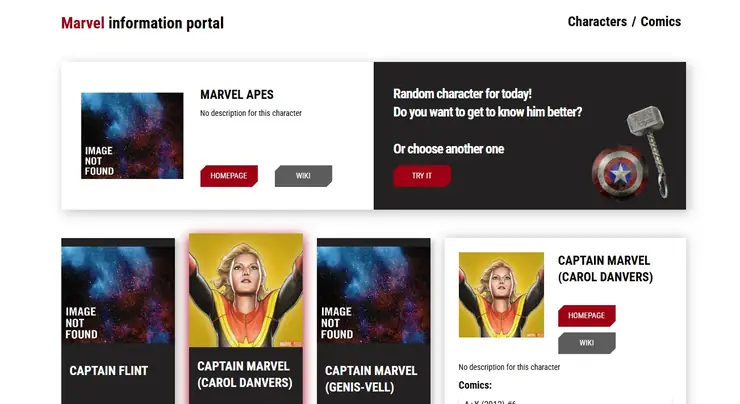 Marvel information portal
Characters / Comics
MARVEL APES
No description for this character
IMAGE
NOT
FOUND
HOMEPAGE
WIKI
Random character for today!
Do you want to get to know him better?
Or choose another one
TRY IT
IMAGE
NOT
FOUND
CAPTAIN FLINT
CAPTAIN MARVEL
(CAROL DANVERS)
IMAGE
NOT
FOUND
CAPTAIN MARVEL
(GENIS-VELL)
CAPTAIN MARVEL
(CAROL DANVERS)
HOMEPAGE
WIKI
No description for this character
Comics:
A+X (2012) #6